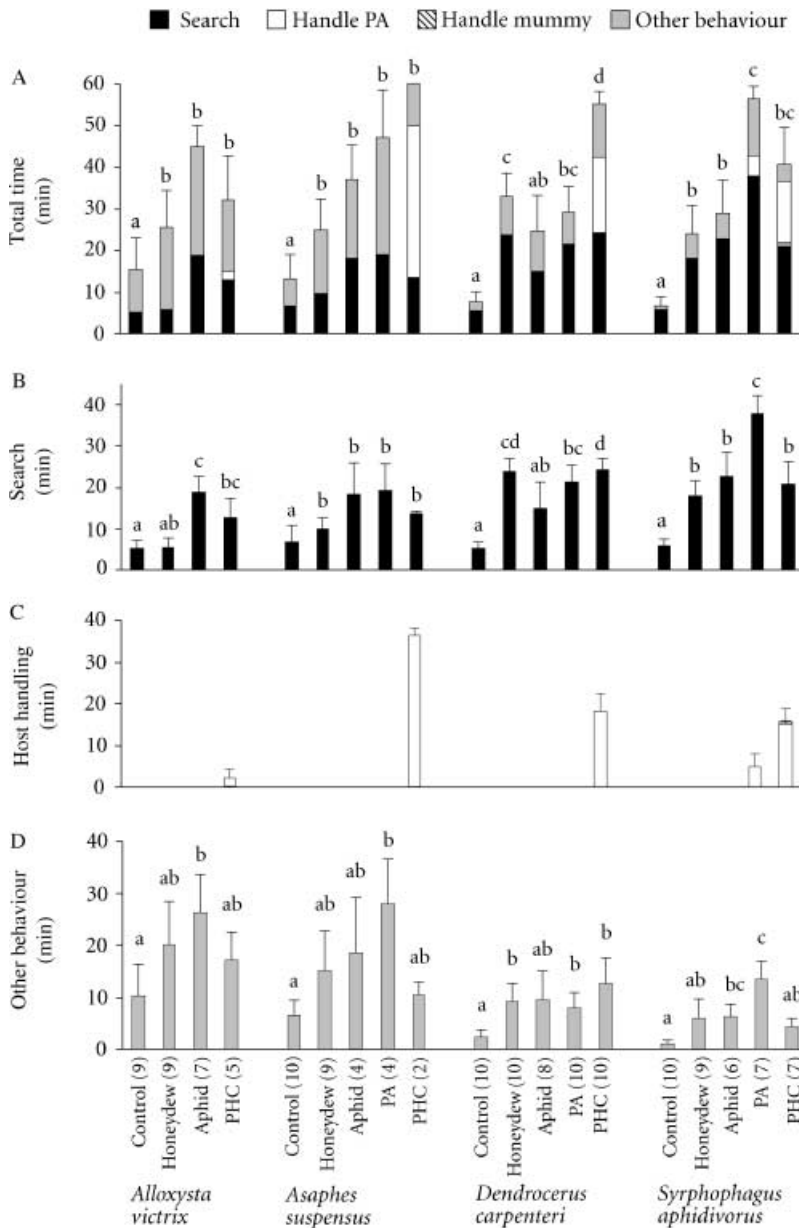 Search Handle PA Handle mummy Other behaviour
A
Total time
(min)
60
50
40
30
20
10
0
a b b b
a b b b b
a c ab bc d
a b b c bc
B
Search
(min)
40
30
20
10
0
a ab c bc
a b b b b
a cd ab bc d
a b b c b
C
Host handling
(min)
40
30
20
10
0
D
Other behaviour
(min)
40
30
20
10
0
a ab b ab
a ab ab b ab
a b ab b b
a ab bc c ab
Control (9)
Honeydew (9)
Aphid (7)
PHC (5)
Control (10)
Honeydew (9)
Aphid (4)
PA (4)
PHC (2)
Control (10)
Honeydew (10)
Aphid (8)
PA (10)
PHC (10)
Control (10)
Honeydew (9)
Aphid (6)
PA (7)
PHC (7)
Alloxysta
victrix
Asaphes
suspensus
Dendrocerus
carpenteri
Syrphophagus
aphidivorus